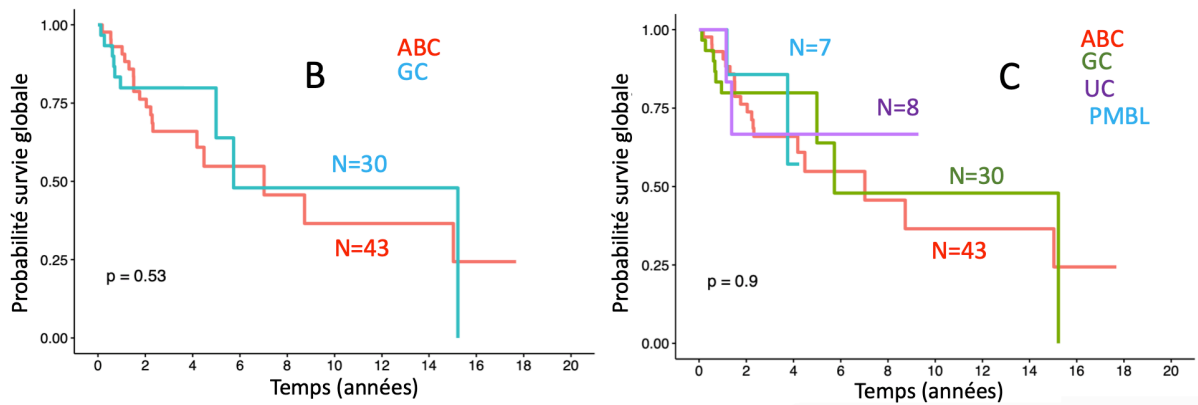 B
ABC
GC
N=30
N=43
p = 0.53
Probabilité survie globale
1.00
0.75
0.50
0.25
0.00
0 2 4 6 8 10 12 14 16 18 20
Temps (années)
C
ABC
GC
UC
PMBL
N=7
N=8
N=30
N=43
p = 0.9
Probabilité survie globale
1.00
0.75
0.50
0.25
0.00
0 2 4 6 8 10 12 14 16 18 20
Temps (années)